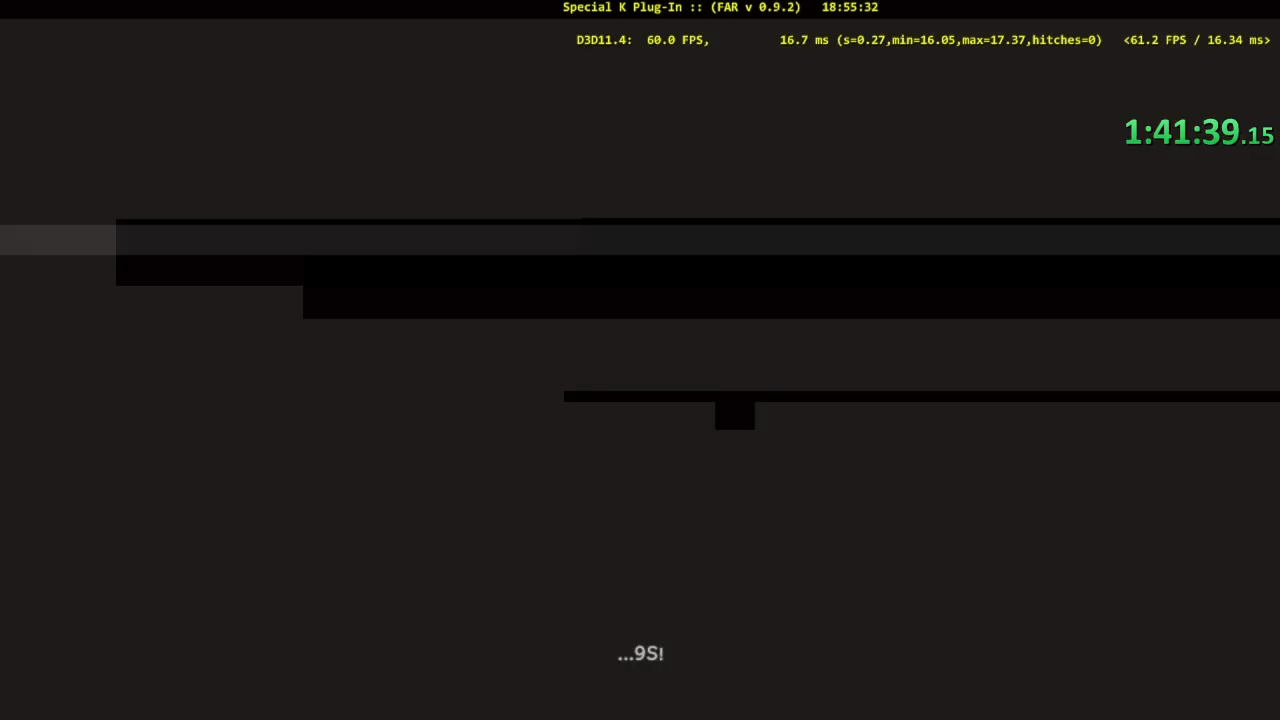 Special K Plug-In :: (FAR v 0.9.2) 18:55:32
D3D11.4: 60.0 FPS, 16.7 ms (s=0.27,min=16.05,max=17.37,hitches=0) <61.2 FPS / 16.34 ms>
1:41:39.15
...9S!